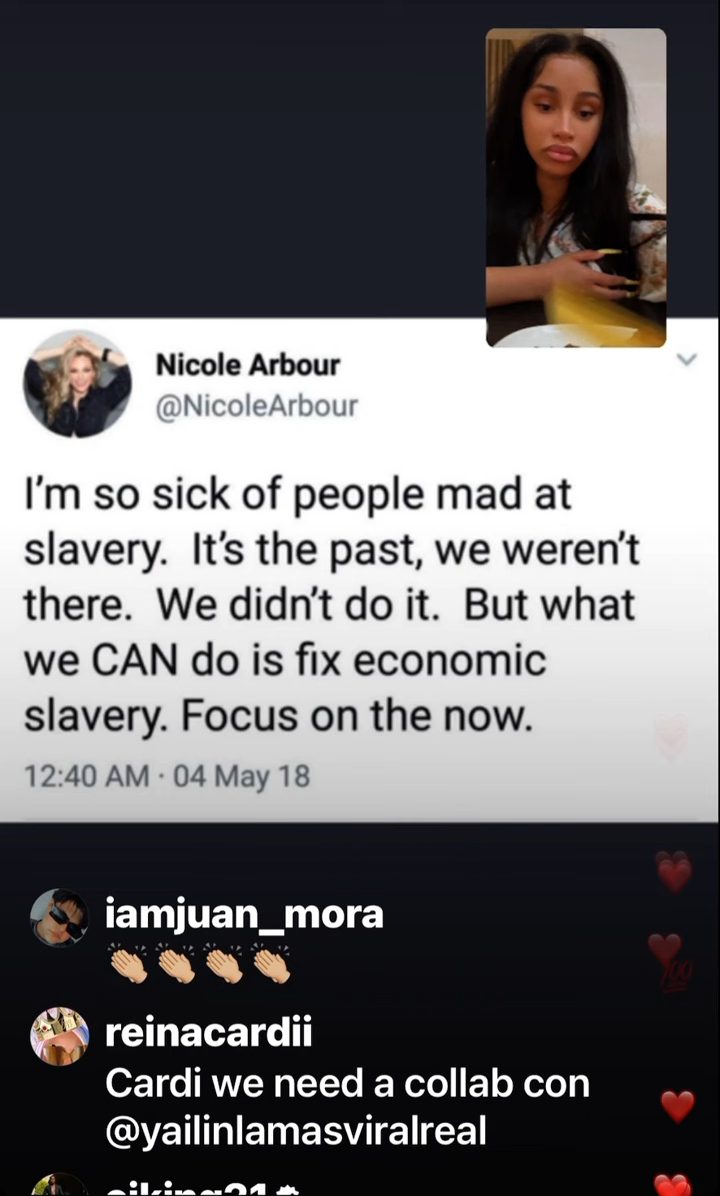 Nicole Arbour
@NicoleArbour
I'm so sick of people mad at
slavery.  It's the past, we weren't
there.  We didn't do it.  But what
we CAN do is fix economic
slavery. Focus on the now.
12:40 AM · 04 May 18
iamjuan_mora
👏🏼👏🏼👏🏼👏🏼
reinacardii
Cardi we need a collab con
@yailinlamasviralreal